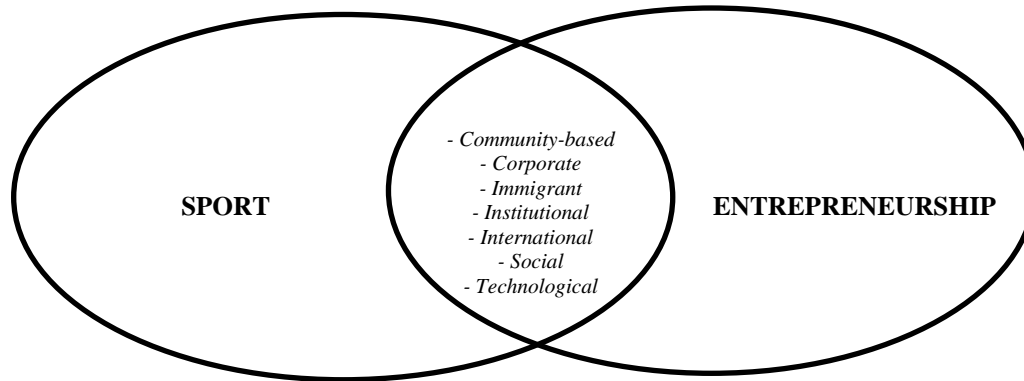 - Community-based
- Corporate
- Immigrant
SPORT
- Institutional
ENTREPRENEURSHIP
- International
- Social
- Technological